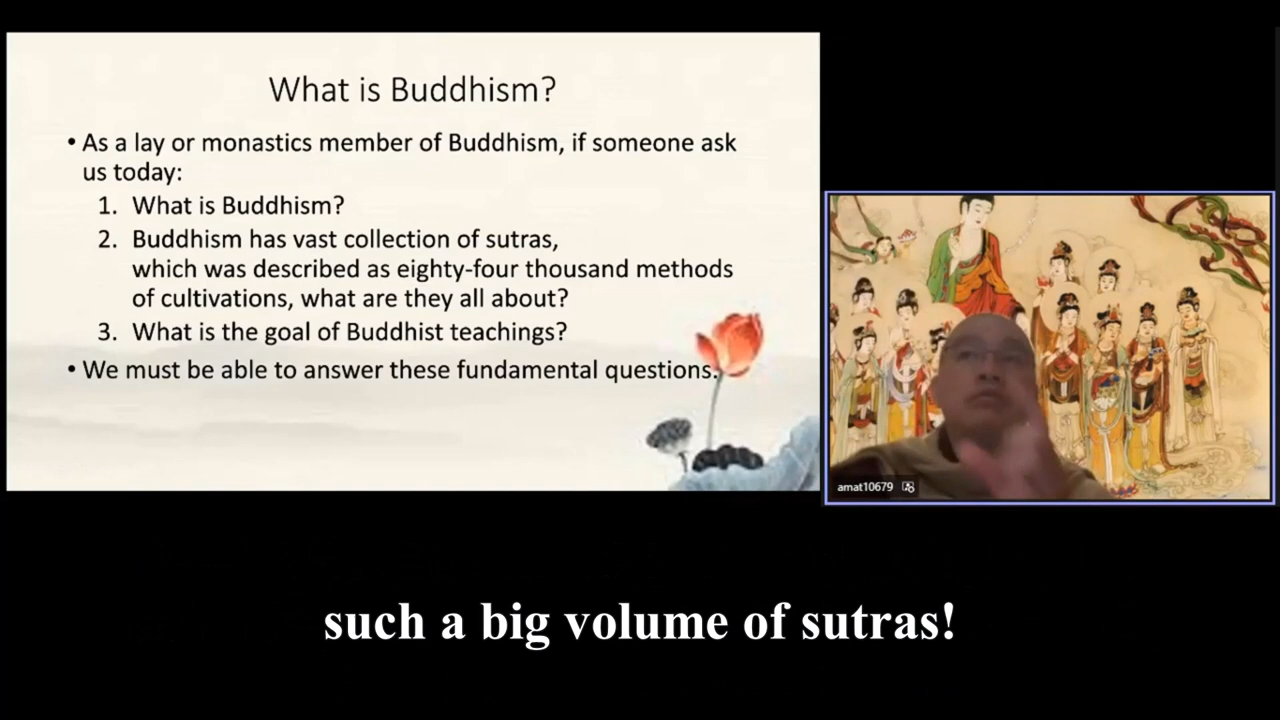 What is Buddhism?
• As a lay or monastics member of Buddhism, if someone ask
us today:
1. What is Buddhism?
2. Buddhism has vast collection of sutras,
which was described as eighty-four thousand methods
of cultivations, what are they all about?
3. What is the goal of Buddhist teachings?
• We must be able to answer these fundamental questions.
amat10679
such a big volume of sutras!